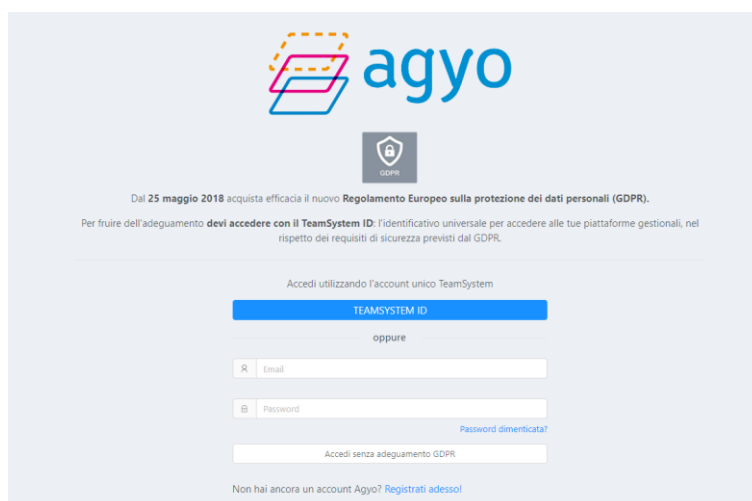 agyo
GDPR
Dal 25 maggio 2018 acquista efficacia il nuovo Regolamento Europeo sulla protezione dei dati personali (GDPR).
Per fruire dell'adeguamento devi accedere con il TeamSystem ID: l'identificativo universale per accedere alle tue piattaforme gestionali, nel
rispetto dei requisiti di sicurezza previsti dal GDPR.
Accedi utilizzando l'account unico TeamSystem
TEAMSYSTEM ID
oppure
Email
Password
Password dimenticata?
Accedi senza adeguamento GDPR
Non hai ancora un account Agyo? Registrati adesso!